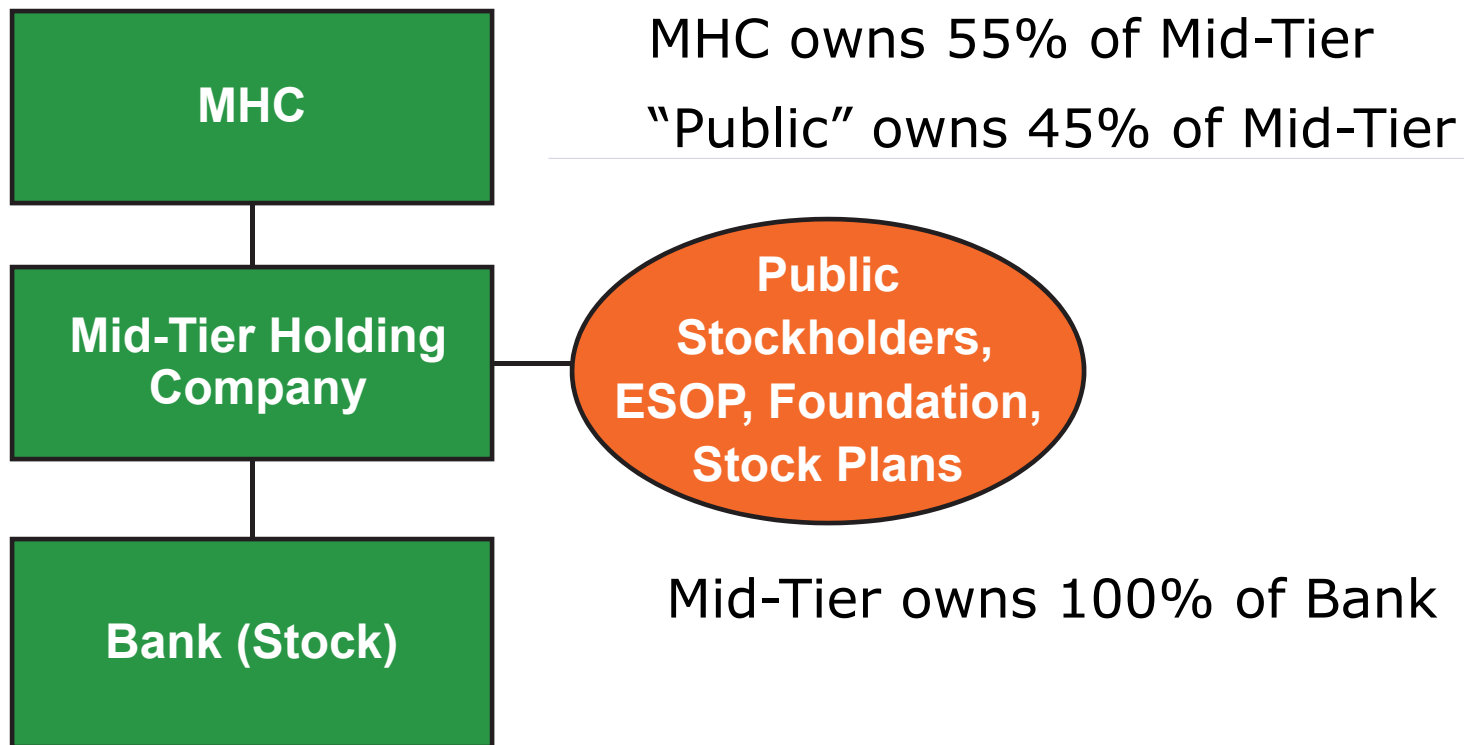 MHC
MHC owns 55% of Mid-Tier
“Public” owns 45% of Mid-Tier
Mid-Tier Holding
Company
Public
Stockholders,
ESOP, Foundation,
Stock Plans
Bank (Stock)
Mid-Tier owns 100% of Bank